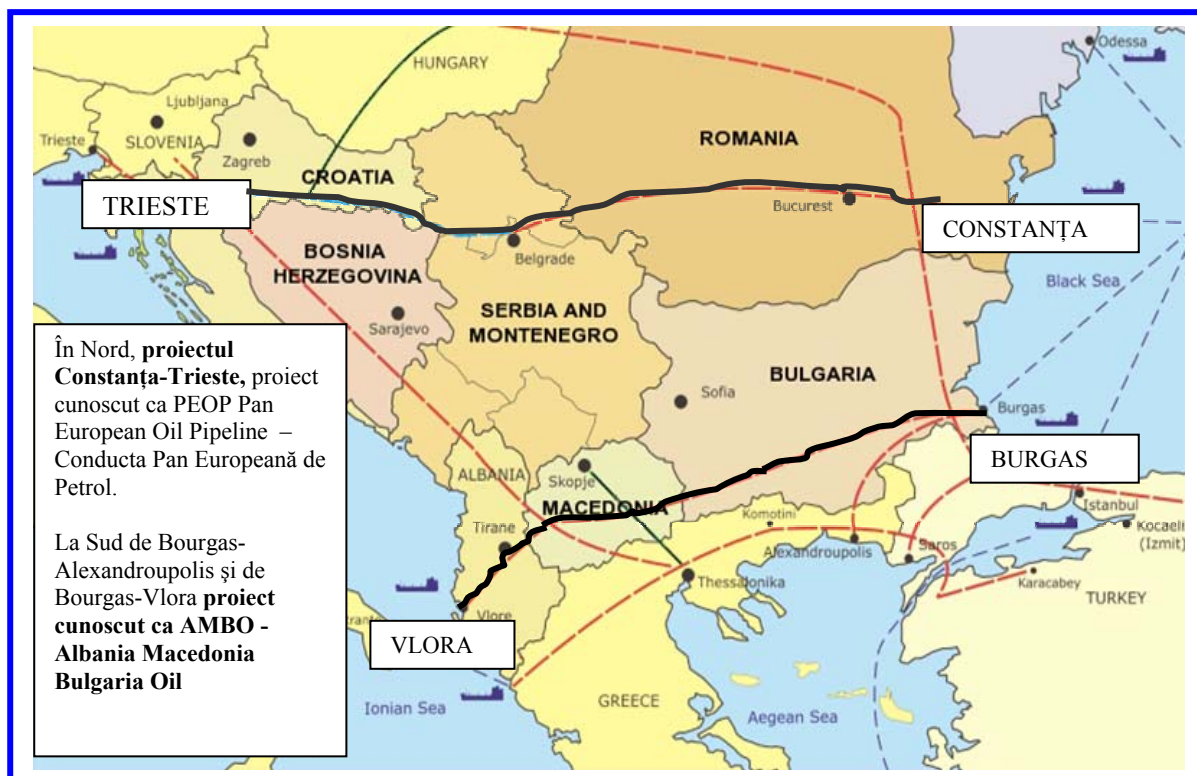 Odessa
HUNGARY
Ljubljana
Trieste
SLOVENIA
ROMANIA
Zagreb
CROATIA
TRIESTE
Bucurest
CONSTANȚA
BOSNIA
HERZEGOVINA
Belgrade
Black Sea
SERBIA AND
MONTENEGRO
Sarajevo
În Nord, proiectul
Constanța-Trieste, proiect
cunoscut ca PEOP Pan
European Oil Pipeline –
Conducta Pan Europeană de
Petrol.
La Sud de Bourgas-
Alexandroupolis şi de
Bourgas-Vlora proiect
cunoscut ca AMBO -
Albania Macedonia
Bulgaria Oil
BULGARIA
Sofia
Burgas
BURGAS
ALBANIA
Skopje
MACEDONIA
Tirane
Komotini
Istanbul
Kocaeli
(Izmit)
Alexandroupolis
Saros
Thessalonika
Karacabey
TURKEY
Vlore
VLORA
GREECE
Ionian Sea
Aegean Sea